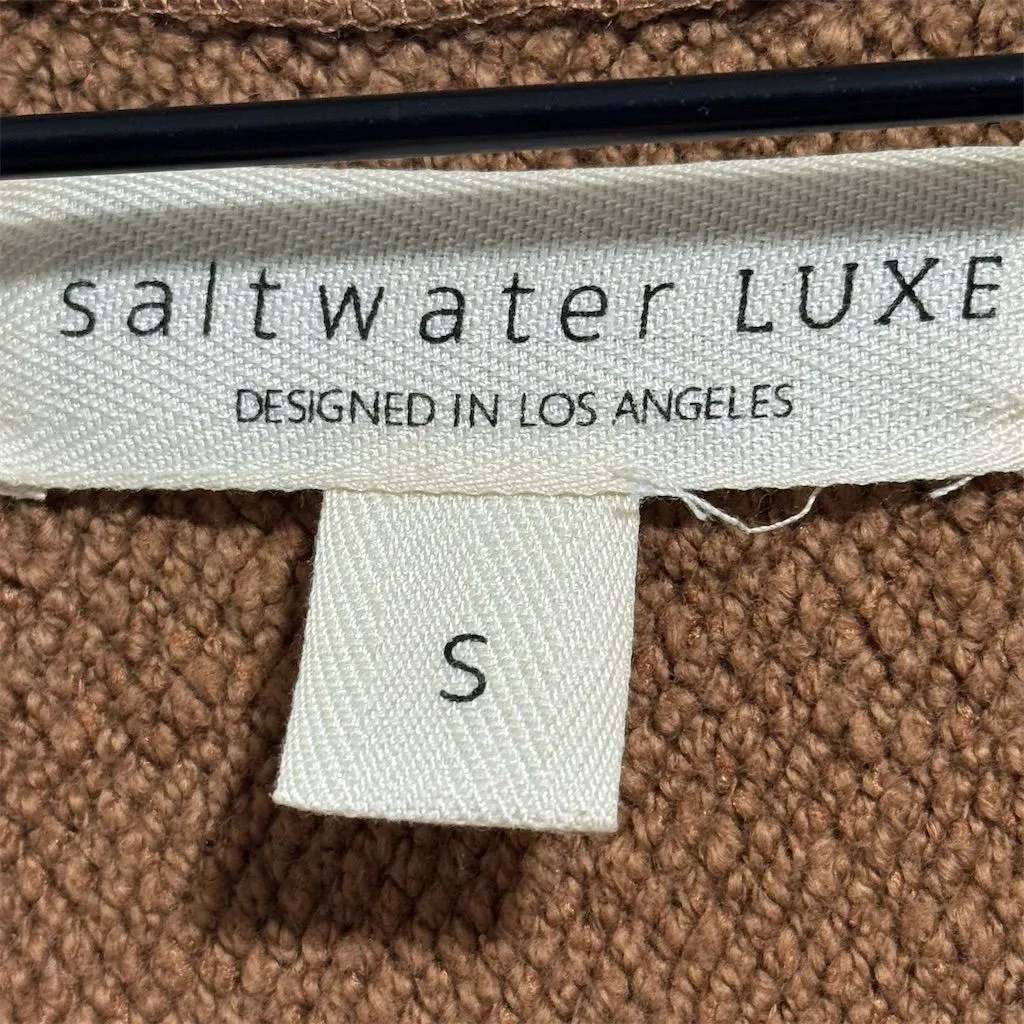 saltwater LUXE
DESIGNED IN LOS ANGELES
S